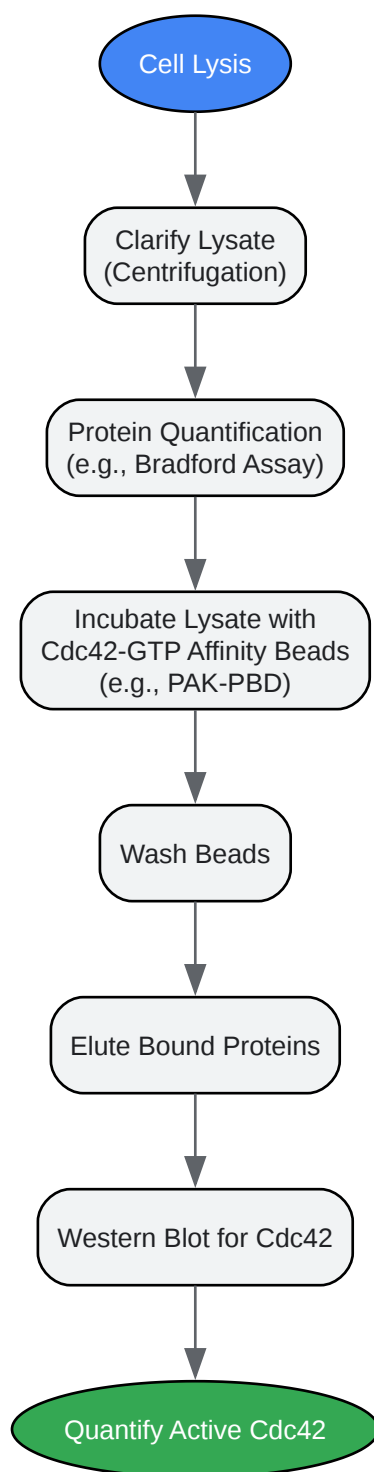 Cell Lysis
Clarify Lysate
(Centrifugation)
Protein Quantification
(e.g., Bradford Assay)
Incubate Lysate with
Cdc42-GTP Affinity Beads
(e.g., PAK-PBD)
Wash Beads
Elute Bound Proteins
Western Blot for Cdc42
Quantify Active Cdc42